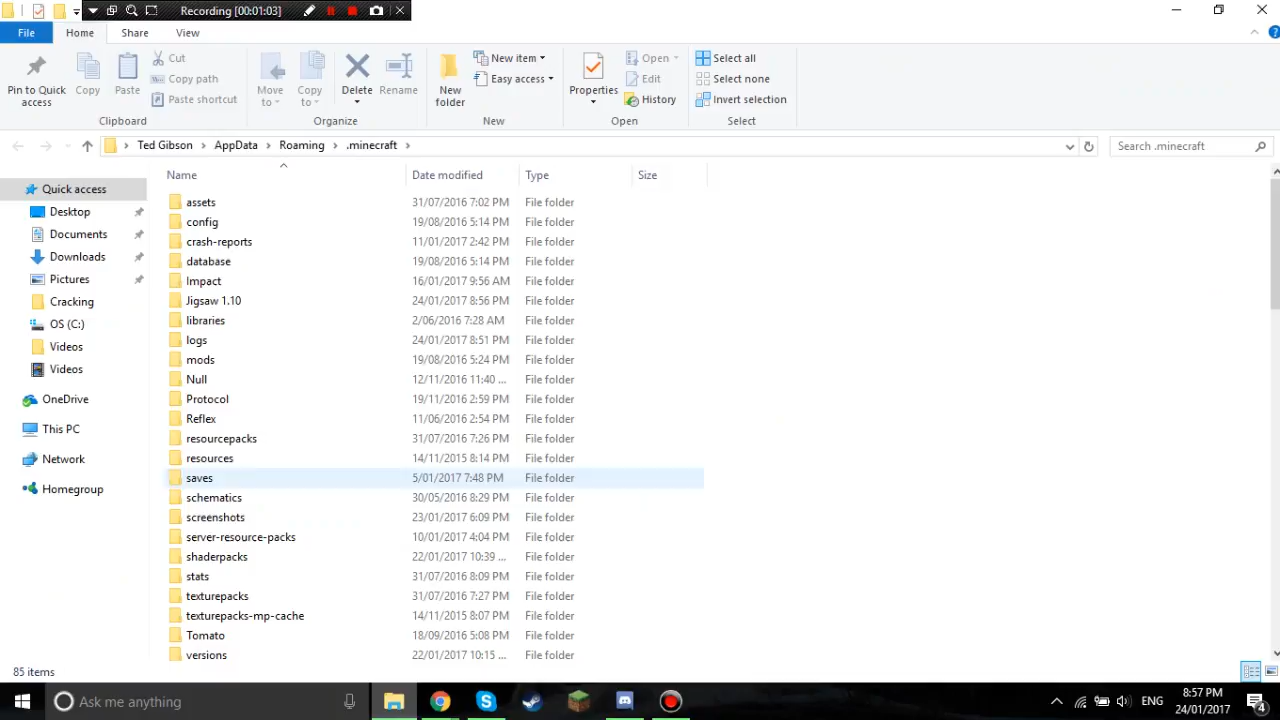 Recording [00:01:03]
File Home Share View
Pin to Quick access
Copy
Paste
Cut
Copy path
Paste shortcut
Clipboard
Move to
Copy to
Delete
Rename
Organize
New folder
New item
Easy access
New
Properties
Open
Edit
History
Open
Select all
Select none
Invert selection
Select
Ted Gibson AppData Roaming .minecraft
Search .minecraft
Quick access
Desktop
Documents
Downloads
Pictures
Cracking
OS (C:)
Videos
Videos
OneDrive
This PC
Network
Homegroup
Name Date modified Type Size
assets 31/07/2016 7:02 PM File folder
config 19/08/2016 5:14 PM File folder
crash-reports 11/01/2017 2:42 PM File folder
database 19/08/2016 5:14 PM File folder
Impact 16/01/2017 9:56 AM File folder
Jigsaw 1.10 24/01/2017 8:56 PM File folder
libraries 2/06/2016 7:28 AM File folder
logs 24/01/2017 8:51 PM File folder
mods 19/08/2016 5:24 PM File folder
Null 12/11/2016 11:40 ... File folder
Protocol 19/11/2016 2:59 PM File folder
Reflex 11/06/2016 2:54 PM File folder
resourcepacks 31/07/2016 7:26 PM File folder
resources 14/11/2015 8:14 PM File folder
saves 5/01/2017 7:48 PM File folder
schematics 30/05/2016 8:29 PM File folder
screenshots 23/01/2017 6:09 PM File folder
server-resource-packs 10/01/2017 4:04 PM File folder
shaderpacks 22/01/2017 10:39 ... File folder
stats 31/07/2016 8:09 PM File folder
texturepacks 31/07/2016 7:27 PM File folder
texturepacks-mp-cache 14/11/2015 8:07 PM File folder
Tomato 18/09/2016 5:08 PM File folder
versions 22/01/2017 10:15 ... File folder
85 items
Ask me anything
ENG
8:57 PM
24/01/2017
4